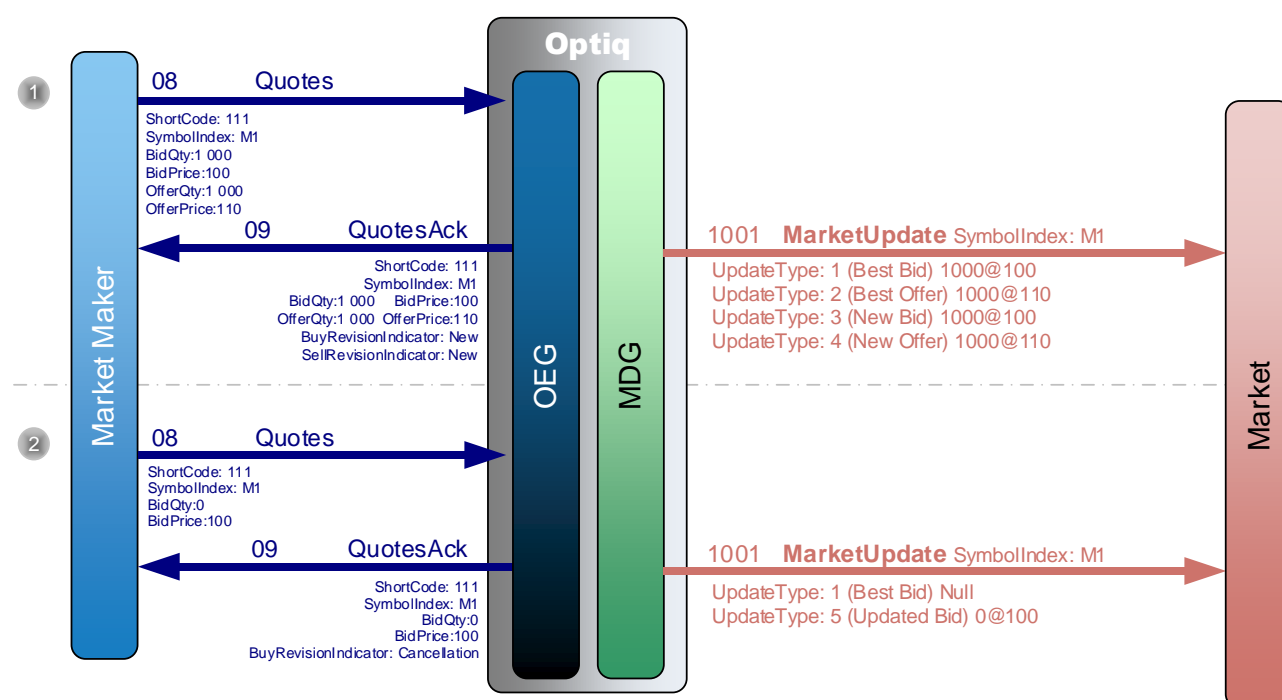 Optiq
1
08 Quotes
ShortCode: 111
SymbolIndex: M1
BidQty:1 000
BidPrice:100
OfferQty:1 000
OfferPrice:110
09 QuotesAck
ShortCode: 111
SymbolIndex: M1
BidQty:1 000 BidPrice:100
OfferQty:1 000 OfferPrice:110
BuyRevisionIndicator: New
SellRevisionIndicator: New
1001 MarketUpdate SymbolIndex: M1
UpdateType: 1 (Best Bid) 1000@100
UpdateType: 2 (Best Offer) 1000@110
UpdateType: 3 (New Bid) 1000@100
UpdateType: 4 (New Offer) 1000@110
Market Maker
OEG
MDG
Market
2
08 Quotes
ShortCode: 111
SymbolIndex: M1
BidQty:0
BidPrice:100
09 QuotesAck
ShortCode: 111
SymbolIndex: M1
BidQty:0
BidPrice:100
BuyRevisionIndicator: Cancellation
1001 MarketUpdate SymbolIndex: M1
UpdateType: 1 (Best Bid) Null
UpdateType: 5 (Updated Bid) 0@100